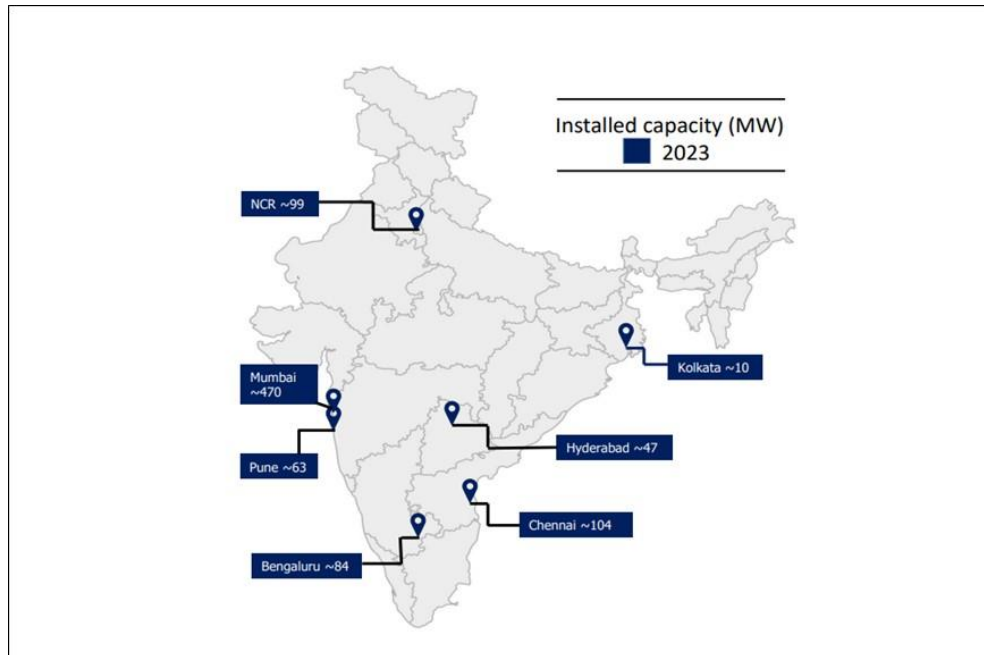 Installed capacity (MW)
2023
NCR ~99
Kolkata ~10
Mumbai
~470
Hyderabad ~47
Pune ~63
Chennai ~104
Bengaluru ~84